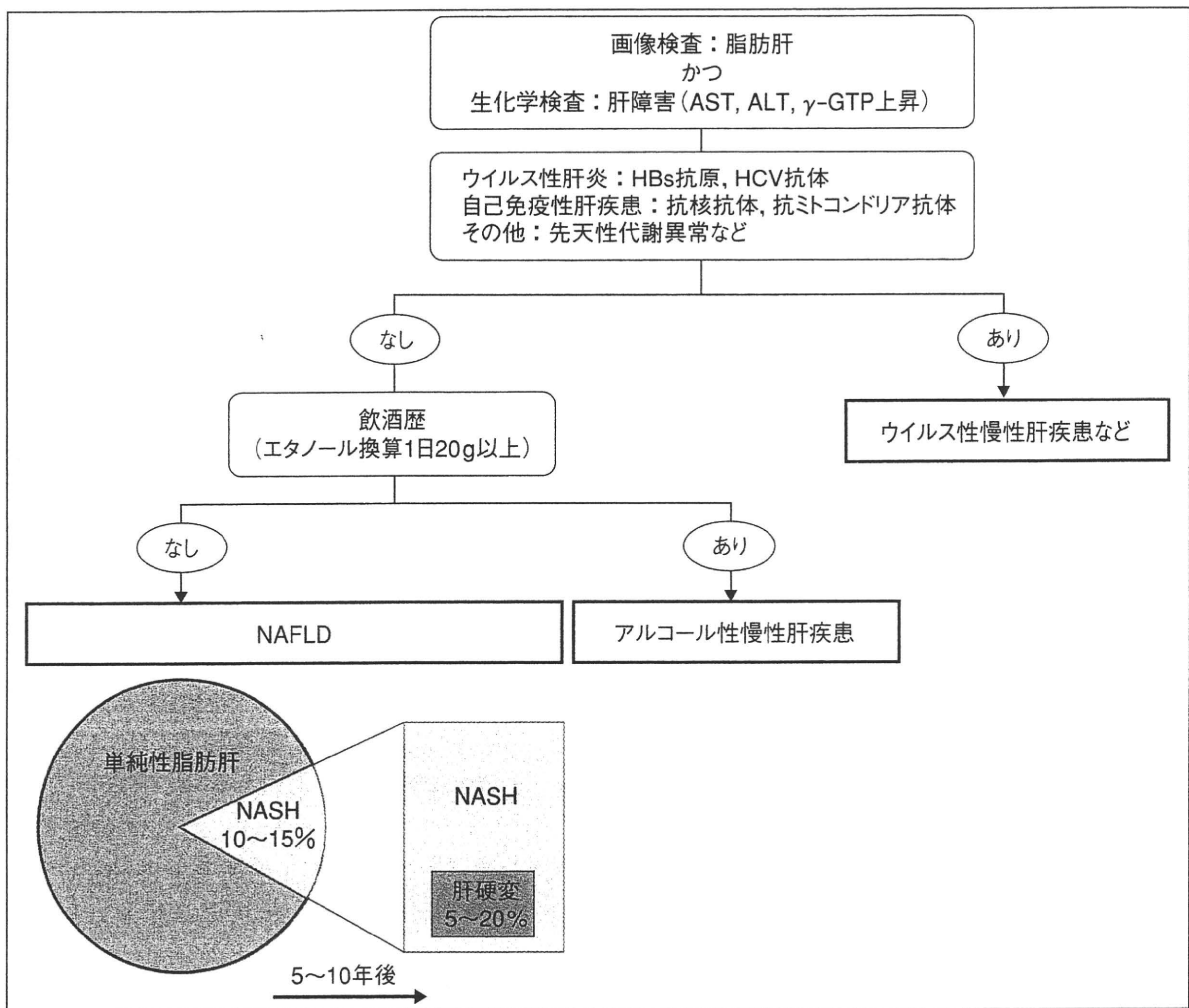 画像検査：脂肪肝
かつ
生化学検査：肝障害（AST, ALT, γ-GTP上昇）
ウイルス性肝炎：HBs抗原, HCV抗体
自己免疫性肝疾患：抗核抗体, 抗ミトコンドリア抗体
その他：先天性代謝異常など
なし
あり
飲酒歴
（エタノール換算1日20g以上）
ウイルス性慢性肝疾患など
なし
あり
NAFLD
アルコール性慢性肝疾患
単純性脂肪肝
NASH
10〜15%
NASH
肝硬変
5〜20%
5〜10年後